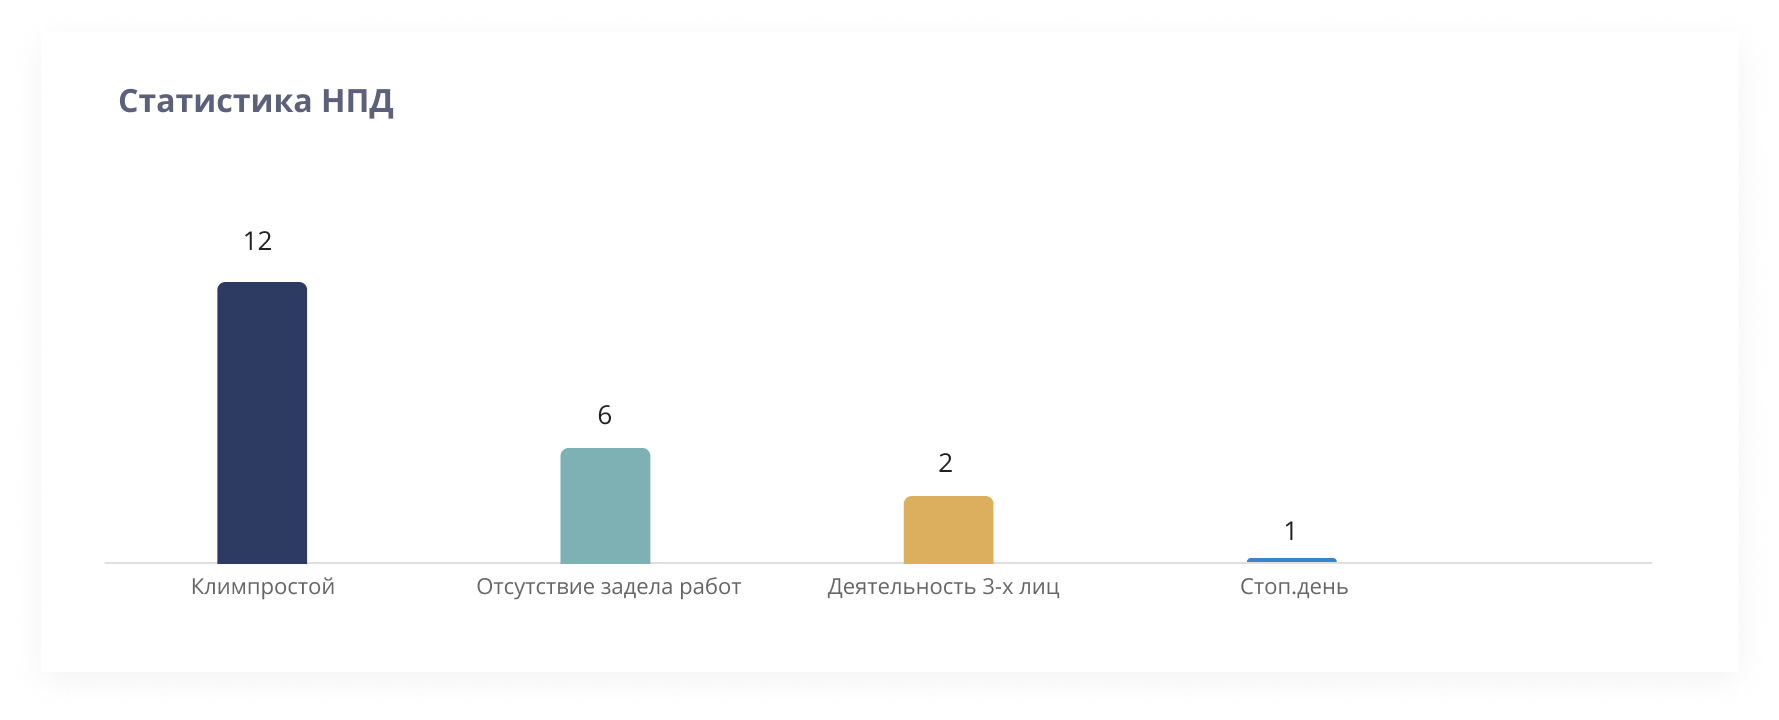 Статистика НПД
12
6
2
1
Климпростой
Отсутствие задела работ
Деятельность 3-х лиц
Стоп.день